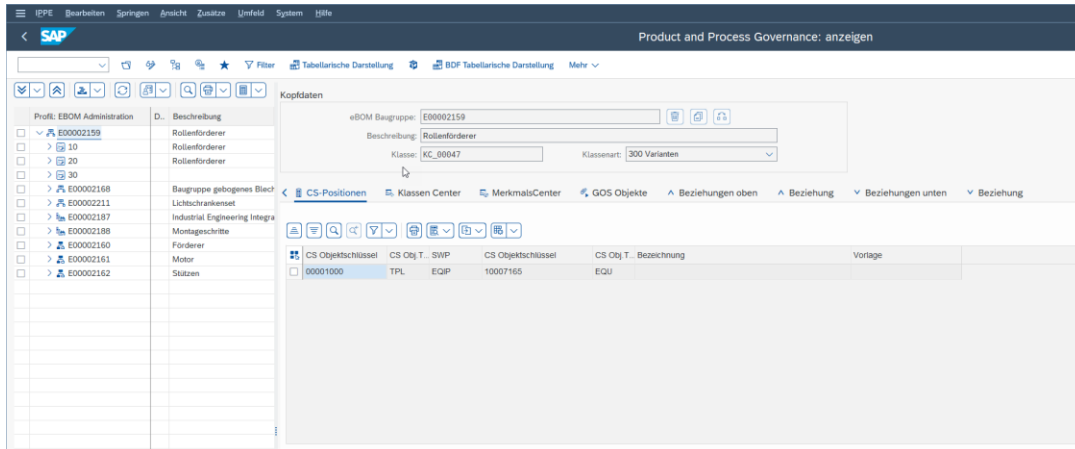 IPPE Bearbeiten Springen Ansicht Zusätze Umfeld System Hilfe
SAP Product and Process Governance: anzeigen
Filter Tabellarische Darstellung BDF Tabellarische Darstellung Mehr
Kopfdaten
eBOM Baugruppe: E00002159
Beschreibung: Rollenförderer
Klasse: KC_00047 Klassenart: 300 Varianten
Profil: EBOM Administration D.. Beschreibung
E00002159 Rollenförderer
10 Rollenförderer
20 Rollenförderer
30
E00002168 Baugruppe gebogenes Blech
E00002211 Lichtschrankenset
E00002187 Industrial Engineering Integra
E00002188 Montageschritte
E00002160 Förderer
E00002161 Motor
E00002162 Stützen
CS-Positionen Klassen Center MerkmalsCenter GOS Objekte Beziehungen oben Beziehung Beziehungen unten Beziehung
CS Objektschlüssel CS Obj.T... SWP CS Objektschlüssel CS Obj.T... Bezeichnung Vorlage
00001000 TPL EQIP 10007165 EQU